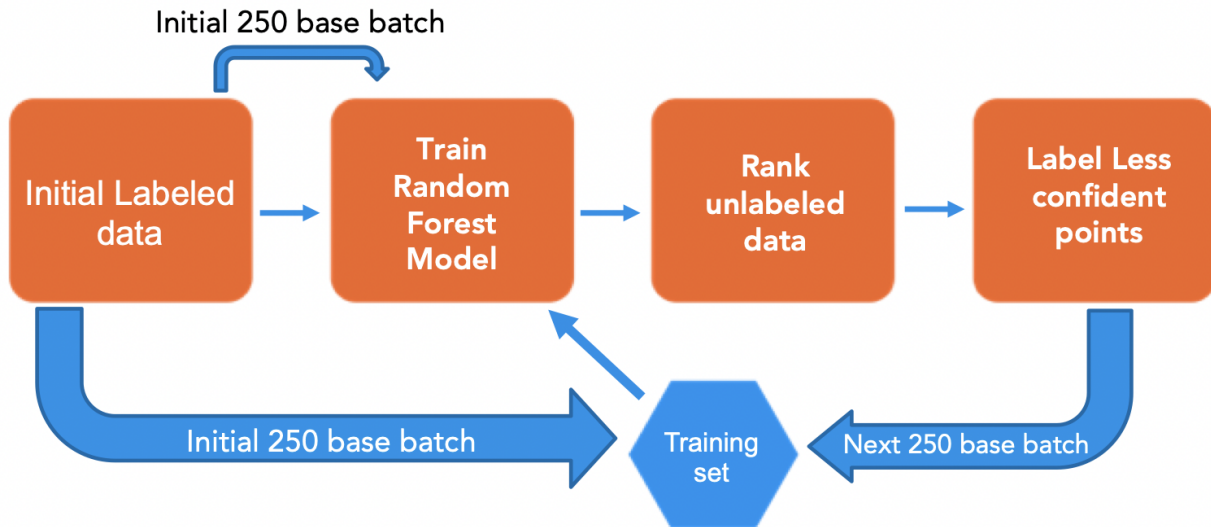 Initial 250 base batch
Initial Labeled
data
Train
Random
Forest
Model
Rank
unlabeled
data
Label Less
confident
points
Initial 250 base batch
Training
set
Next 250 base batch